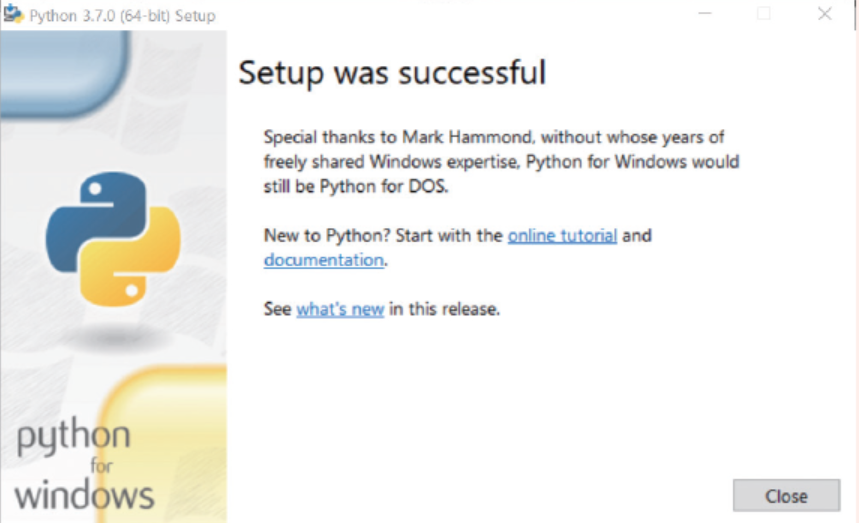 Python 3.7.0 (64-bit) Setup
Setup was successful
Special thanks to Mark Hammond, without whose years of
freely shared Windows expertise, Python for Windows would
still be Python for DOS.
New to Python? Start with the online tutorial and
documentation.
See what's new in this release.
python
for
windows
Close